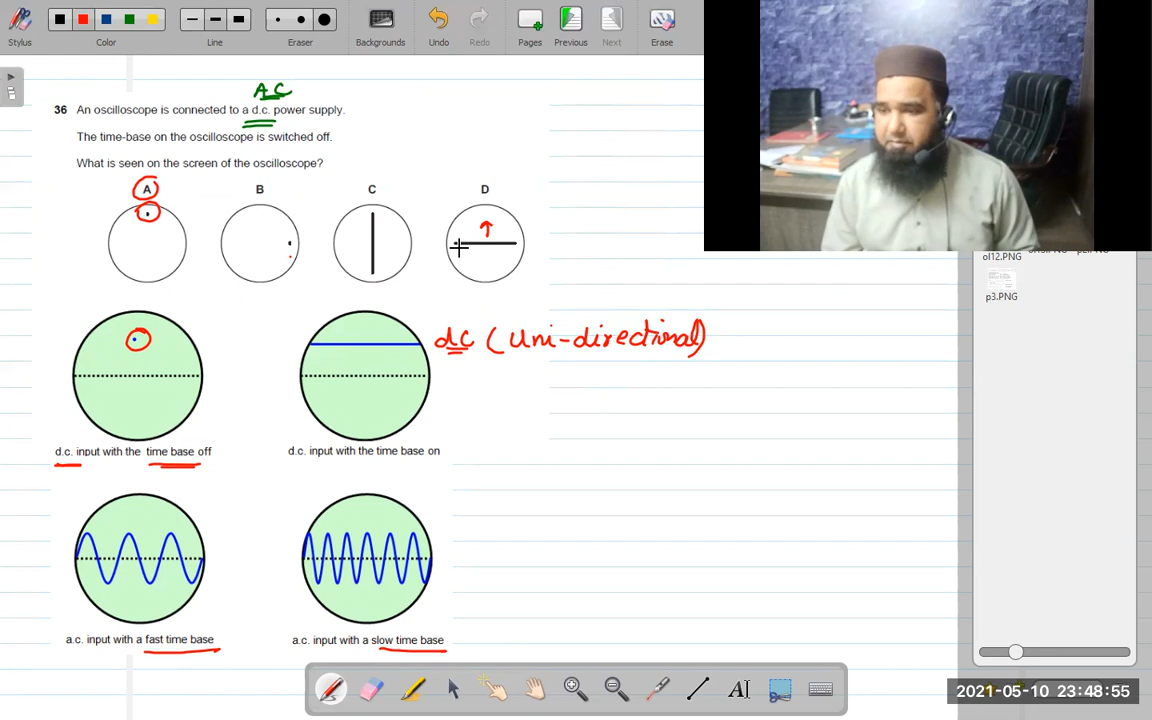 Stylus
Color
Line
Eraser
Backgrounds
Undo
Redo
Pages
Previous
Next
Erase
AC
36 An oscilloscope is connected to a d.c. power supply.
The time-base on the oscilloscope is switched off.
What is seen on the screen of the oscilloscope?
A B C D
ol12.PNG
p3.PNG
dC (Uni-directional)
d.c. input with the time base off
d.c. input with the time base on
a.c. input with a fast time base
a.c. input with a slow time base
2021-05-10 23:48:55